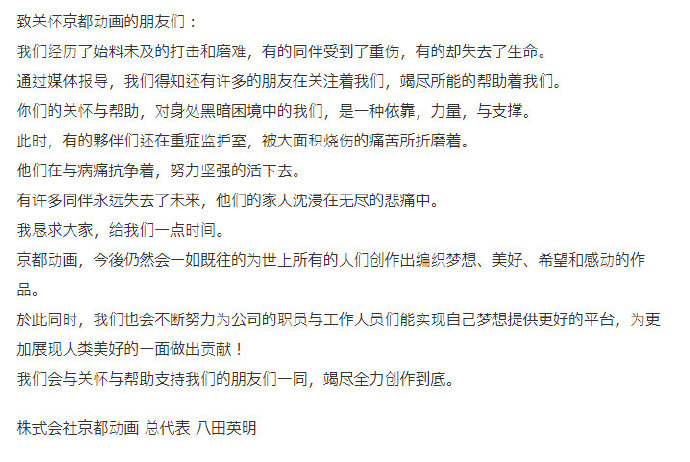 致关怀京都动画的朋友们：
我们经历了始料未及的打击和磨难，有的同伴受到了重伤，有的却失去了生命。
通过媒体报导，我们得知还有许多的朋友在关注着我们，竭尽所能的帮助着我们。
你们的关怀与帮助，对身处黑暗困境中的我们，是一种依靠，力量，与支撑。
此时，有的夥伴们还在重症监护室，被大面积烧伤的痛苦所折磨着。
他们在与病痛抗争着，努力坚强的活下去。
有许多同伴永远失去了未来，他们的家人沈浸在无尽的悲痛中。
我恳求大家，给我们一点时间。
京都动画，今後仍然会一如既往的为世上所有的人们创作出编织梦想、美好、希望和感动的作
品。
於此同时，我们也会不断努力为公司的职员与工作人员们能实现自己梦想提供更好的平台，为更
加展现人类美好的一面做出贡献！
我们会与关怀与帮助支持我们的朋友们一同，竭尽全力创作到底。
株式会社京都动画 总代表 八田英明